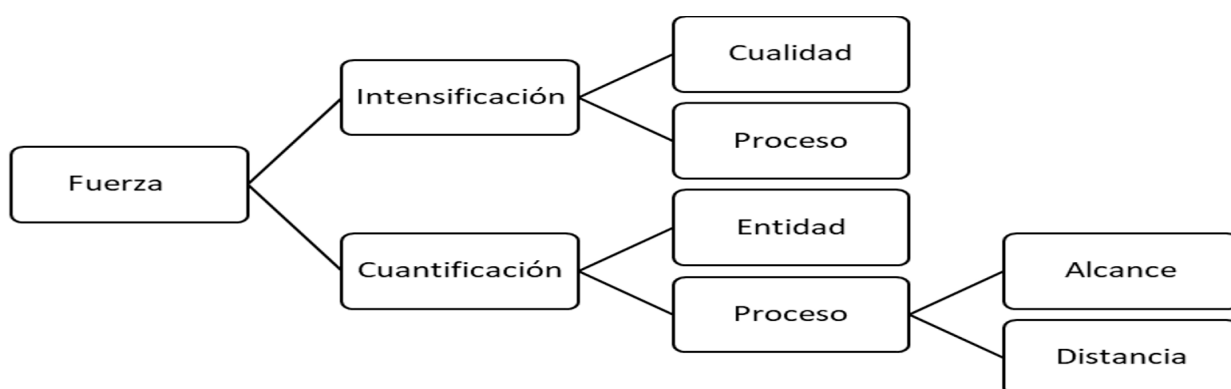 Fuerza
Intensificación
Cualidad
Proceso
Cuantificación
Entidad
Proceso
Alcance
Distancia